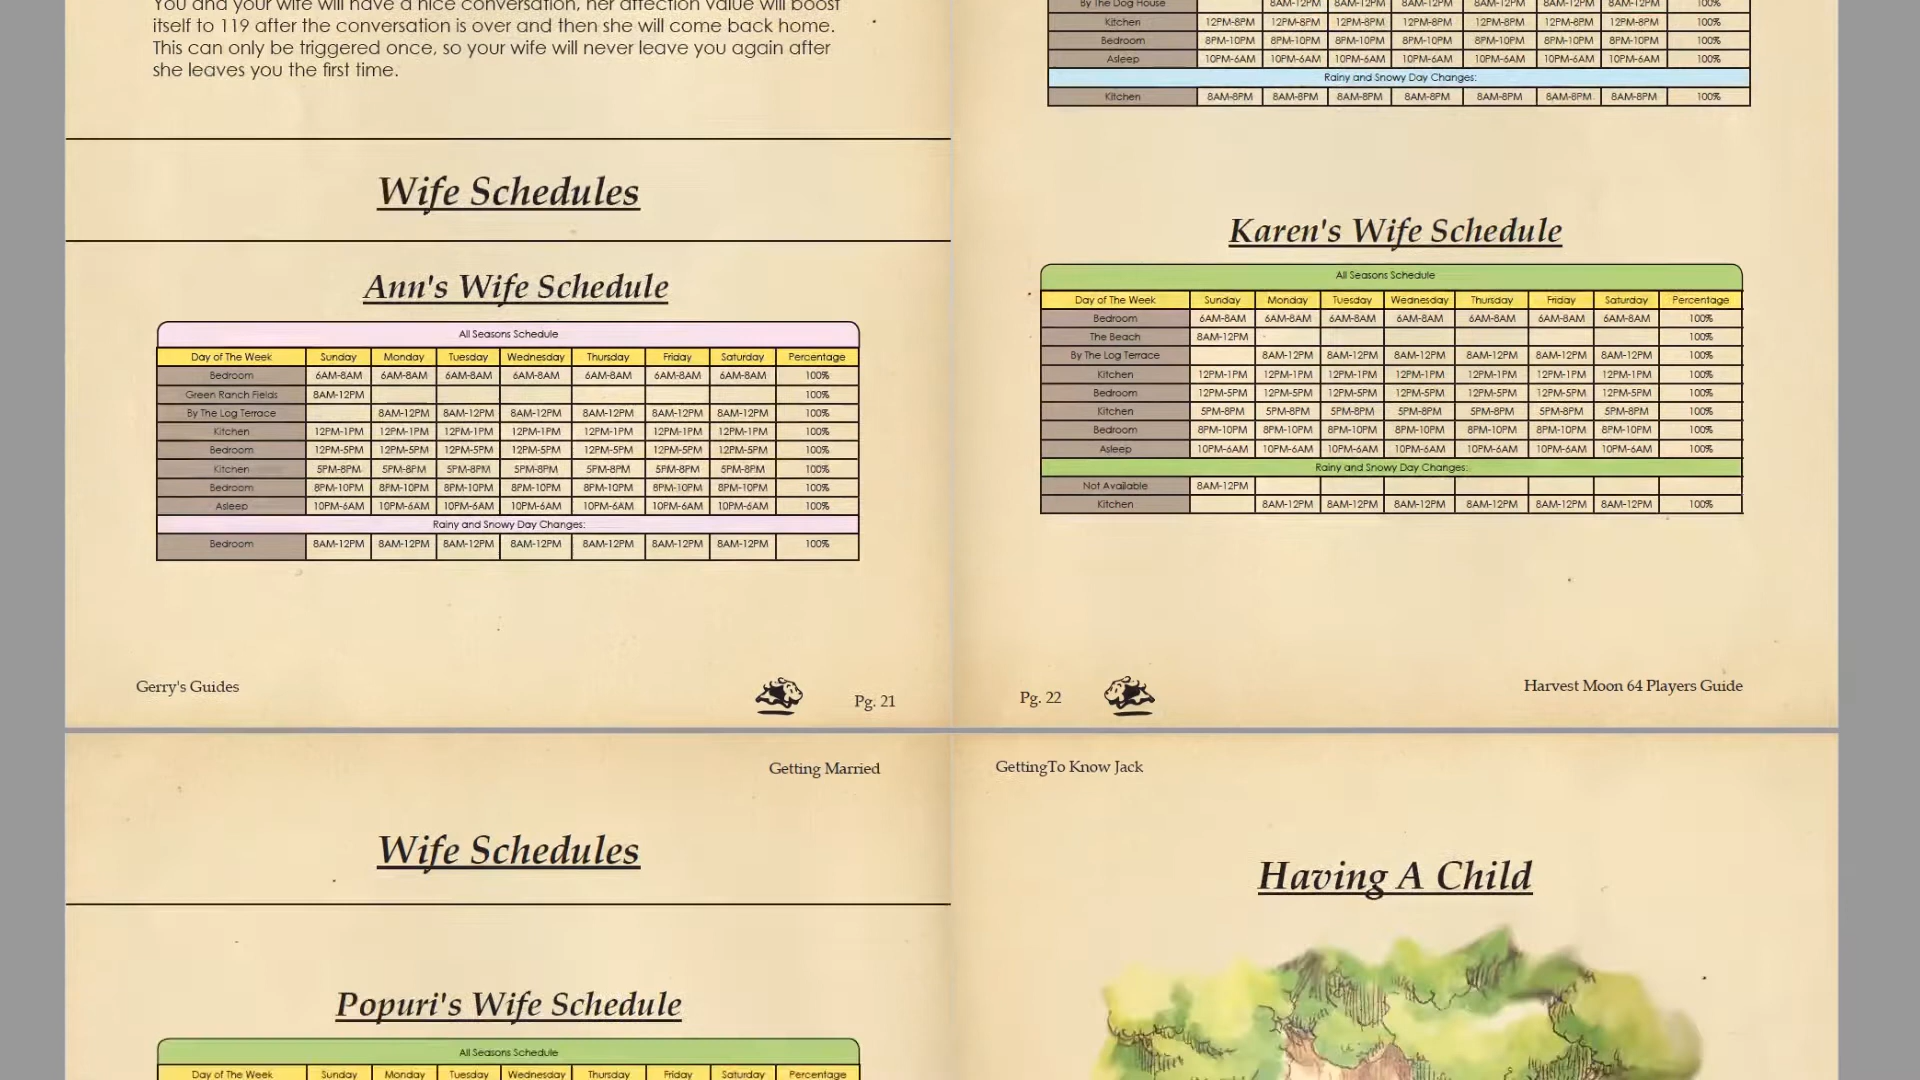 You and your wife will have a nice conversation, her affection value will boost
itself to 119 after the conversation is over and then she will come back home.
This can only be triggered once, so your wife will never leave you again after
she leaves you the first time.
Wife Schedules
Ann's Wife Schedule
All Seasons Schedule
Day of The Week Sunday Monday Tuesday Wednesday Thursday Friday Saturday Percentage
Bedroom 6AM-8AM 6AM-8AM 6AM-8AM 6AM-8AM 6AM-8AM 6AM-8AM 6AM-8AM 100%
Green Ranch Fields 8AM-12PM 100%
By The Log Terrace 8AM-12PM 8AM-12PM 8AM-12PM 8AM-12PM 8AM-12PM 8AM-12PM 100%
Kitchen 12PM-1PM 12PM-1PM 12PM-1PM 12PM-1PM 12PM-1PM 12PM-1PM 12PM-1PM 100%
Bedroom 12PM-5PM 12PM-5PM 12PM-5PM 12PM-5PM 12PM-5PM 12PM-5PM 12PM-5PM 100%
Kitchen 5PM-8PM 5PM-8PM 5PM-8PM 5PM-8PM 5PM-8PM 5PM-8PM 5PM-8PM 100%
Bedroom 8PM-10PM 8PM-10PM 8PM-10PM 8PM-10PM 8PM-10PM 8PM-10PM 8PM-10PM 100%
Asleep 10PM-6AM 10PM-6AM 10PM-6AM 10PM-6AM 10PM-6AM 10PM-6AM 10PM-6AM 100%
Rainy and Snowy Day Changes:
Bedroom 8AM-12PM 8AM-12PM 8AM-12PM 8AM-12PM 8AM-12PM 8AM-12PM 8AM-12PM 100%
Gerry's Guides
Pg. 21
By The Dog House 8AM-12PM 8AM-12PM 8AM-12PM 8AM-12PM 8AM-12PM 8AM-12PM 100%
Kitchen 12PM-8PM 12PM-8PM 12PM-8PM 12PM-8PM 12PM-8PM 12PM-8PM 12PM-8PM 100%
Bedroom 8PM-10PM 8PM-10PM 8PM-10PM 8PM-10PM 8PM-10PM 8PM-10PM 8PM-10PM 100%
Asleep 10PM-6AM 10PM-6AM 10PM-6AM 10PM-6AM 10PM-6AM 10PM-6AM 10PM-6AM 100%
Rainy and Snowy Day Changes:
Kitchen 8AM-8PM 8AM-8PM 8AM-8PM 8AM-8PM 8AM-8PM 8AM-8PM 8AM-8PM 100%
Karen's Wife Schedule
All Seasons Schedule
Day of The Week Sunday Monday Tuesday Wednesday Thursday Friday Saturday Percentage
Bedroom 6AM-8AM 6AM-8AM 6AM-8AM 6AM-8AM 6AM-8AM 6AM-8AM 6AM-8AM 100%
The Beach 8AM-12PM 100%
By The Log Terrace 8AM-12PM 8AM-12PM 8AM-12PM 8AM-12PM 8AM-12PM 8AM-12PM 100%
Kitchen 12PM-1PM 12PM-1PM 12PM-1PM 12PM-1PM 12PM-1PM 12PM-1PM 12PM-1PM 100%
Bedroom 12PM-5PM 12PM-5PM 12PM-5PM 12PM-5PM 12PM-5PM 12PM-5PM 12PM-5PM 100%
Kitchen 5PM-8PM 5PM-8PM 5PM-8PM 5PM-8PM 5PM-8PM 5PM-8PM 5PM-8PM 100%
Bedroom 8PM-10PM 8PM-10PM 8PM-10PM 8PM-10PM 8PM-10PM 8PM-10PM 8PM-10PM 100%
Asleep 10PM-6AM 10PM-6AM 10PM-6AM 10PM-6AM 10PM-6AM 10PM-6AM 10PM-6AM 100%
Rainy and Snowy Day Changes:
Not Available 8AM-12PM
Kitchen 8AM-12PM 8AM-12PM 8AM-12PM 8AM-12PM 8AM-12PM 8AM-12PM 100%
Pg. 22
Harvest Moon 64 Players Guide
Getting Married
Wife Schedules
Popuri's Wife Schedule
All Seasons Schedule
Day of The Week Sunday Monday Tuesday Wednesday Thursday Friday Saturday Percentage
GettingTo Know Jack
Having A Child